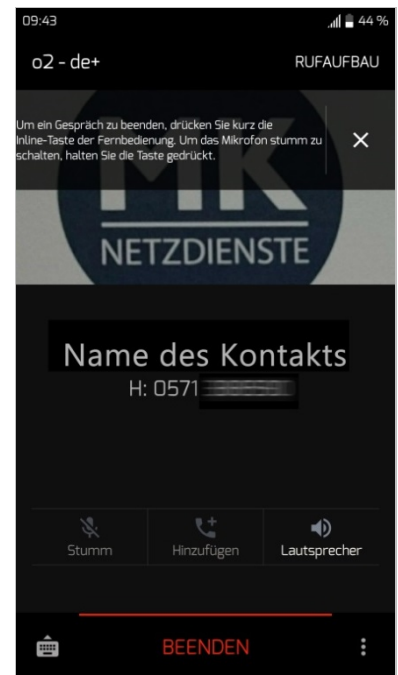 09:43
44 %
o2 - de+
RUFAUFBAU
Um ein Gespräch zu beenden, drücken Sie kurz die
Inline-Taste der Fernbedienung. Um das Mikrofon stumm zu
schalten, halten Sie die Taste gedrückt.
MK
NETZDIENSTE
Name des Kontakts
H: 0571
Stumm
Hinzufügen
Lautsprecher
BEENDEN